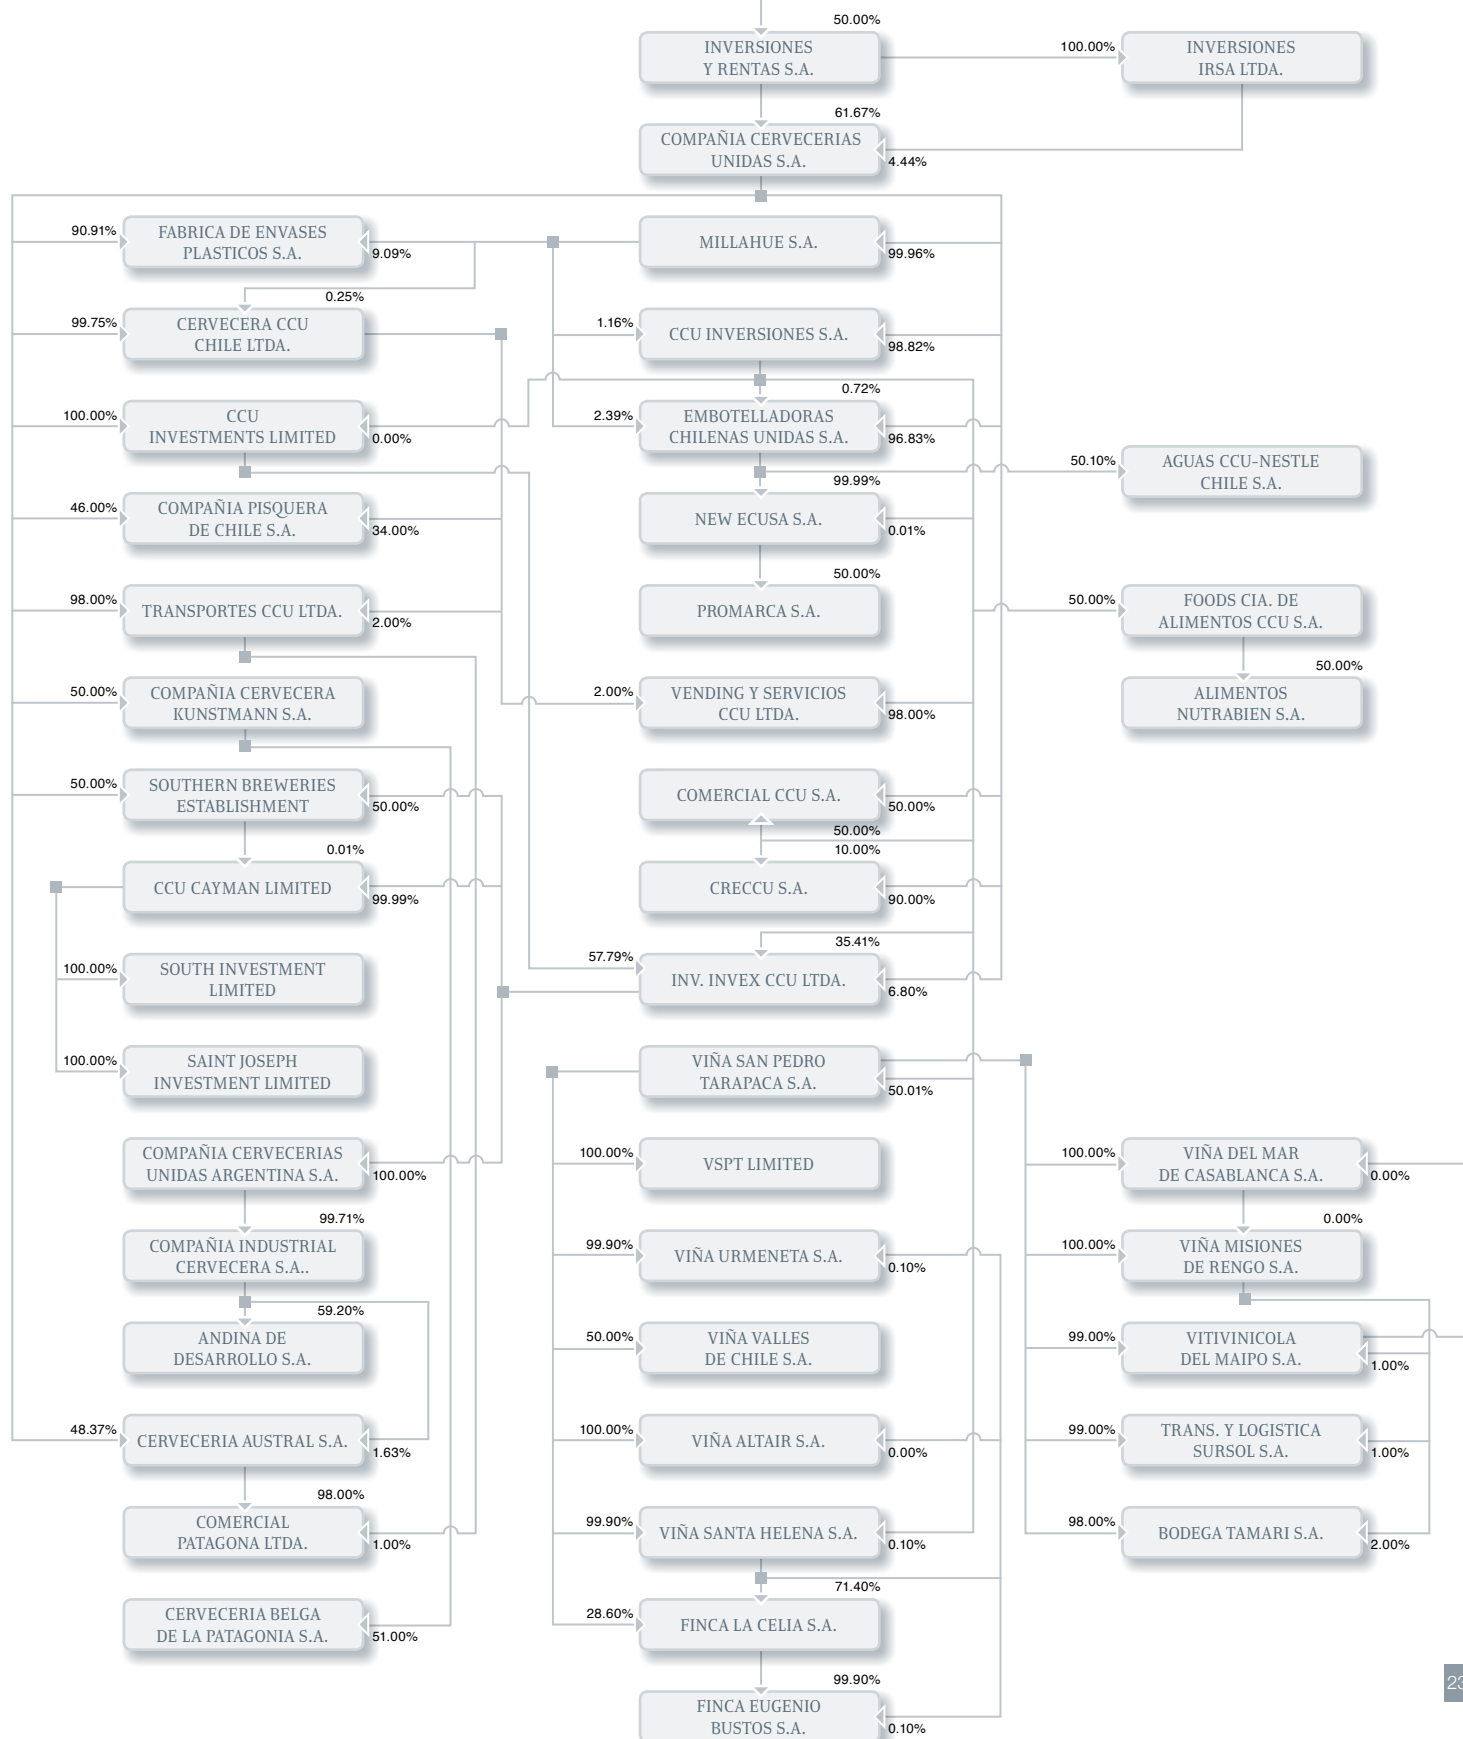 50.00%
INVERSIONES
Y RENTAS S.A.
100.00%
INVERSIONES
IRSA LTDA.
61.67%
COMPAÑIA CERVECERIAS
UNIDAS S.A.
4.44%
90.91%
FABRICA DE ENVASES
PLASTICOS S.A.
9.09%
MILLAHUE S.A.
99.96%
0.25%
99.75%
CERVECERA CCU
CHILE LTDA.
1.16%
CCU INVERSIONES S.A.
98.82%
0.72%
100.00%
CCU
INVESTMENTS LIMITED
0.00%
2.39%
EMBOTELLADORAS
CHILENAS UNIDAS S.A.
96.83%
50.10%
AGUAS CCU-NESTLE
CHILE S.A.
99.99%
46.00%
COMPAÑIA PISQUERA
DE CHILE S.A.
34.00%
NEW ECUSA S.A.
0.01%
50.00%
98.00%
TRANSPORTES CCU LTDA.
2.00%
PROMARCA S.A.
50.00%
FOODS CIA. DE
ALIMENTOS CCU S.A.
50.00%
50.00%
COMPAÑIA CERVECERA
KUNSTMANN S.A.
2.00%
VENDING Y SERVICIOS
CCU LTDA.
98.00%
ALIMENTOS
NUTRABIEN S.A.
50.00%
SOUTHERN BREWERIES
ESTABLISHMENT
50.00%
COMERCIAL CCU S.A.
50.00%
50.00%
0.01%
10.00%
CCU CAYMAN LIMITED
99.99%
CRECCU S.A.
90.00%
35.41%
100.00%
SOUTH INVESTMENT
LIMITED
57.79%
INV. INVEX CCU LTDA.
6.80%
100.00%
SAINT JOSEPH
INVESTMENT LIMITED
VIÑA SAN PEDRO
TARAPACA S.A.
50.01%
COMPAÑIA CERVECERIAS
UNIDAS ARGENTINA S.A.
100.00%
100.00%
VSPT LIMITED
100.00%
VIÑA DEL MAR
DE CASABLANCA S.A.
0.00%
99.71%
0.00%
COMPAÑIA INDUSTRIAL
CERVECERA S.A..
99.90%
VIÑA URMENETA S.A.
0.10%
100.00%
VIÑA MISIONES
DE RENGO S.A.
59.20%
ANDINA DE
DESARROLLO S.A.
50.00%
VIÑA VALLES
DE CHILE S.A.
99.00%
VITIVINICOLA
DEL MAIPO S.A.
1.00%
48.37%
CERVECERIA AUSTRAL S.A.
1.63%
100.00%
VIÑA ALTAIR S.A.
0.00%
99.00%
TRANS. Y LOGISTICA
SURSOL S.A.
1.00%
98.00%
COMERCIAL
PATAGONA LTDA.
1.00%
99.90%
VIÑA SANTA HELENA S.A.
0.10%
98.00%
BODEGA TAMARI S.A.
2.00%
71.40%
CERVECERIA BELGA
DE LA PATAGONIA S.A.
51.00%
28.60%
FINCA LA CELIA S.A.
99.90%
FINCA EUGENIO
BUSTOS S.A.
0.10%
23